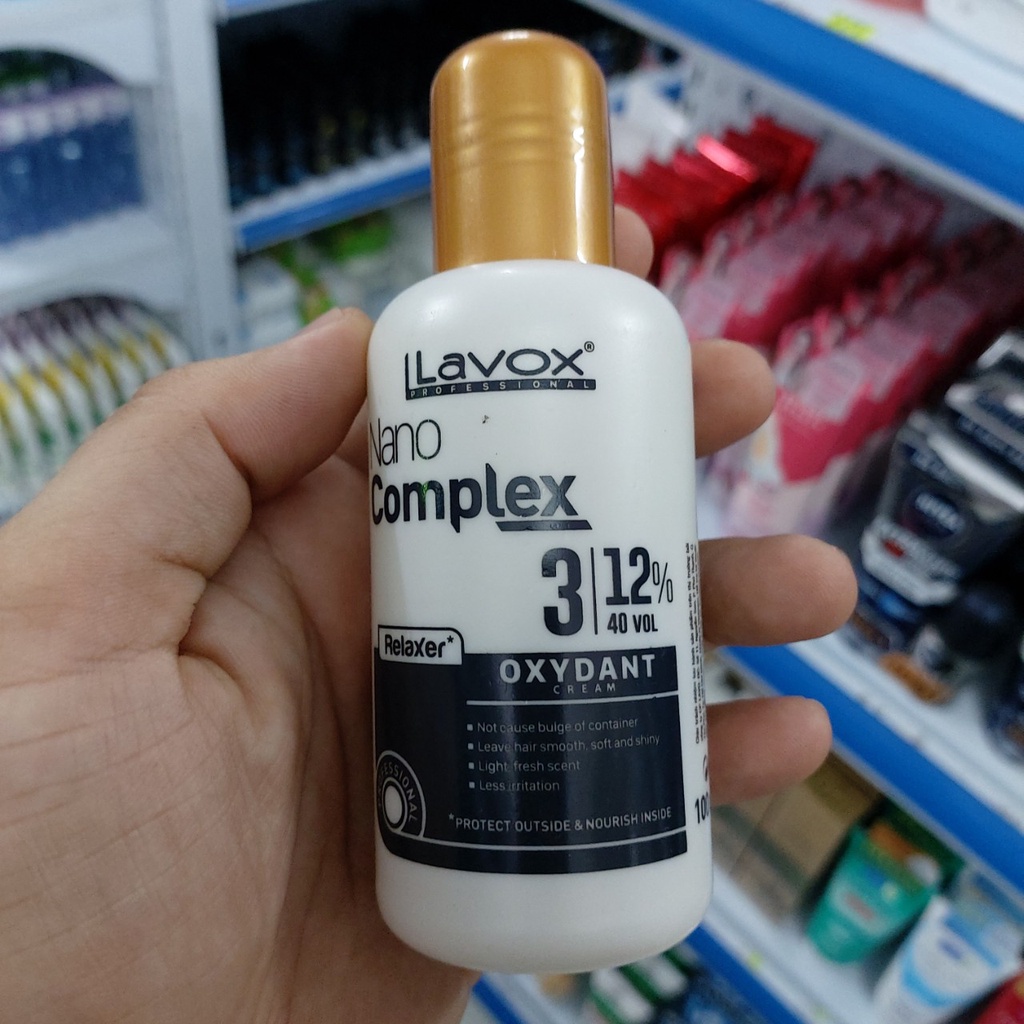 Lavox®
PROFESSIONAL
Nano
Complex
3 12%
40 VOL
Relaxer*
OXYDANT
CREAM
Not cause bulge of container
Leave hair smooth, soft and shiny
Light fresh scent
Less irritation
*PROTECT OUTSIDE & NOURISH INSIDE
ESSIONAL